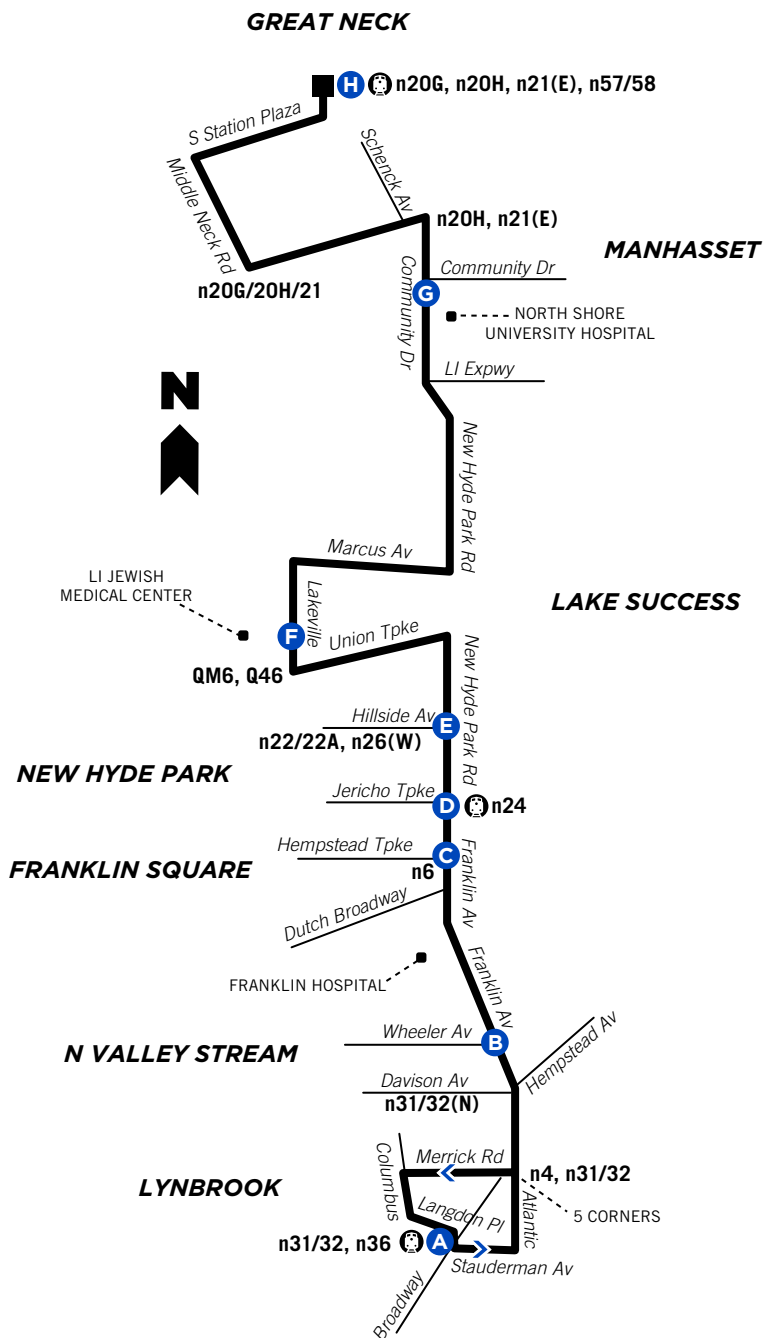 GREAT NECK
H n20G, n20H, n21(E), n57/58
S Station Plaza
Schenck Av
Middle Neck Rd
n20H, n21(E)
MANHASSET
Community Dr
n20G/20H/21
Community Dr
G
NORTH SHORE
UNIVERSITY HOSPITAL
LI Expwy
N
New Hyde Park Rd
Marcus Av
LI JEWISH
MEDICAL CENTER
Lakeville
LAKE SUCCESS
F
Union Tpke
QM6, Q46
New Hyde Park Rd
Hillside Av
E
n22/22A, n26(W)
NEW HYDE PARK
Jericho Tpke
D n24
Hempstead Tpke
C
FRANKLIN SQUARE
n6
Franklin Av
Dutch Broadway
FRANKLIN HOSPITAL
Franklin Av
Wheeler Av
B
N VALLEY STREAM
Hempstead Av
Davison Av
n31/32(N)
Columbus
Merrick Rd
n4, n31/32
LYNBROOK
Langdon Pl
Atlantic
5 CORNERS
n31/32, n36 A
Stauderman Av
Broadway